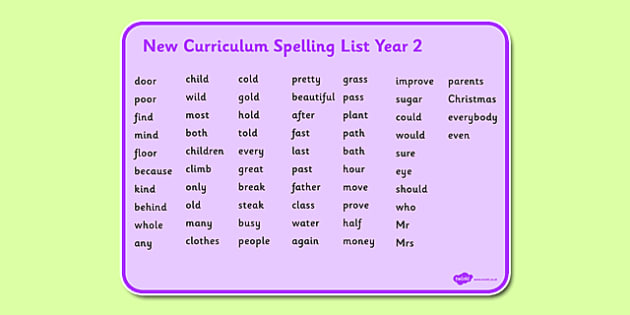 New Curriculum Spelling List Year 2
door child cold pretty grass improve parents
poor wild gold beautiful pass sugar Christmas
find most hold after plant could everybody
mind both told fast path would even
floor children every last bath sure
because climb great past hour eye
kind only break father move should
behind old steak class prove who
whole many busy water half Mr
any clothes people again money Mrs